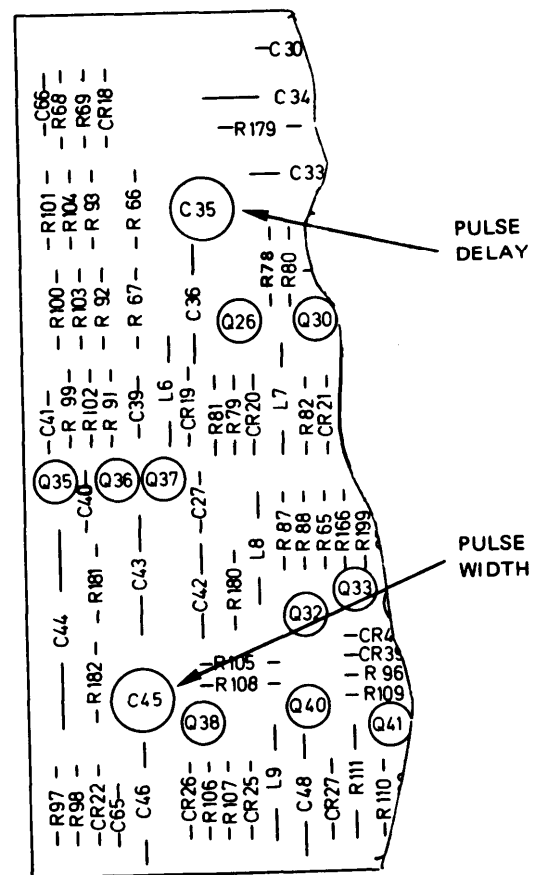 C30
C34
R179
C33
C66
R68
R69
CR18
R101
R104
R93
R66
C35
PULSE
DELAY
R78
R80
R100
R103
R92
R67
C36
Q26
Q30
C41
R99
R102
R91
C39
L6
CR19
R81
R79
CR20
L7
R82
CR21
Q35
C40
Q36
Q37
C27
R87
R88
R65
R166
R199
L8
PULSE
WIDTH
C44
R181
C43
C42
R180
Q32
Q33
R182
R105
R108
CR4
CR39
R96
R109
C45
Q38
Q40
Q41
R97
R98
CR22
C65
C46
CR26
R106
R107
CR25
L9
C48
CR27
R111
R110